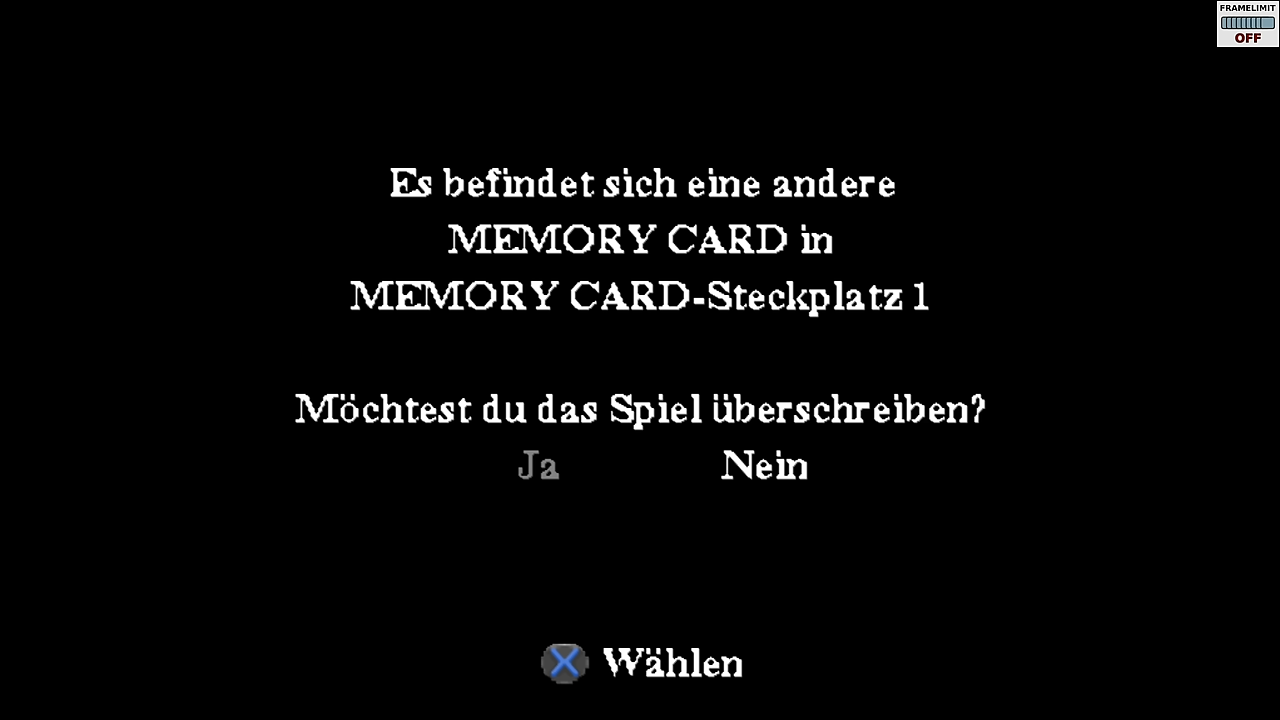 FRAMELIMIT
OFF
Es befindet sich eine andere
MEMORY CARD in
MEMORY CARD-Steckplatz 1
Möchtest du das Spiel überschreiben?
Ja Nein
Wählen